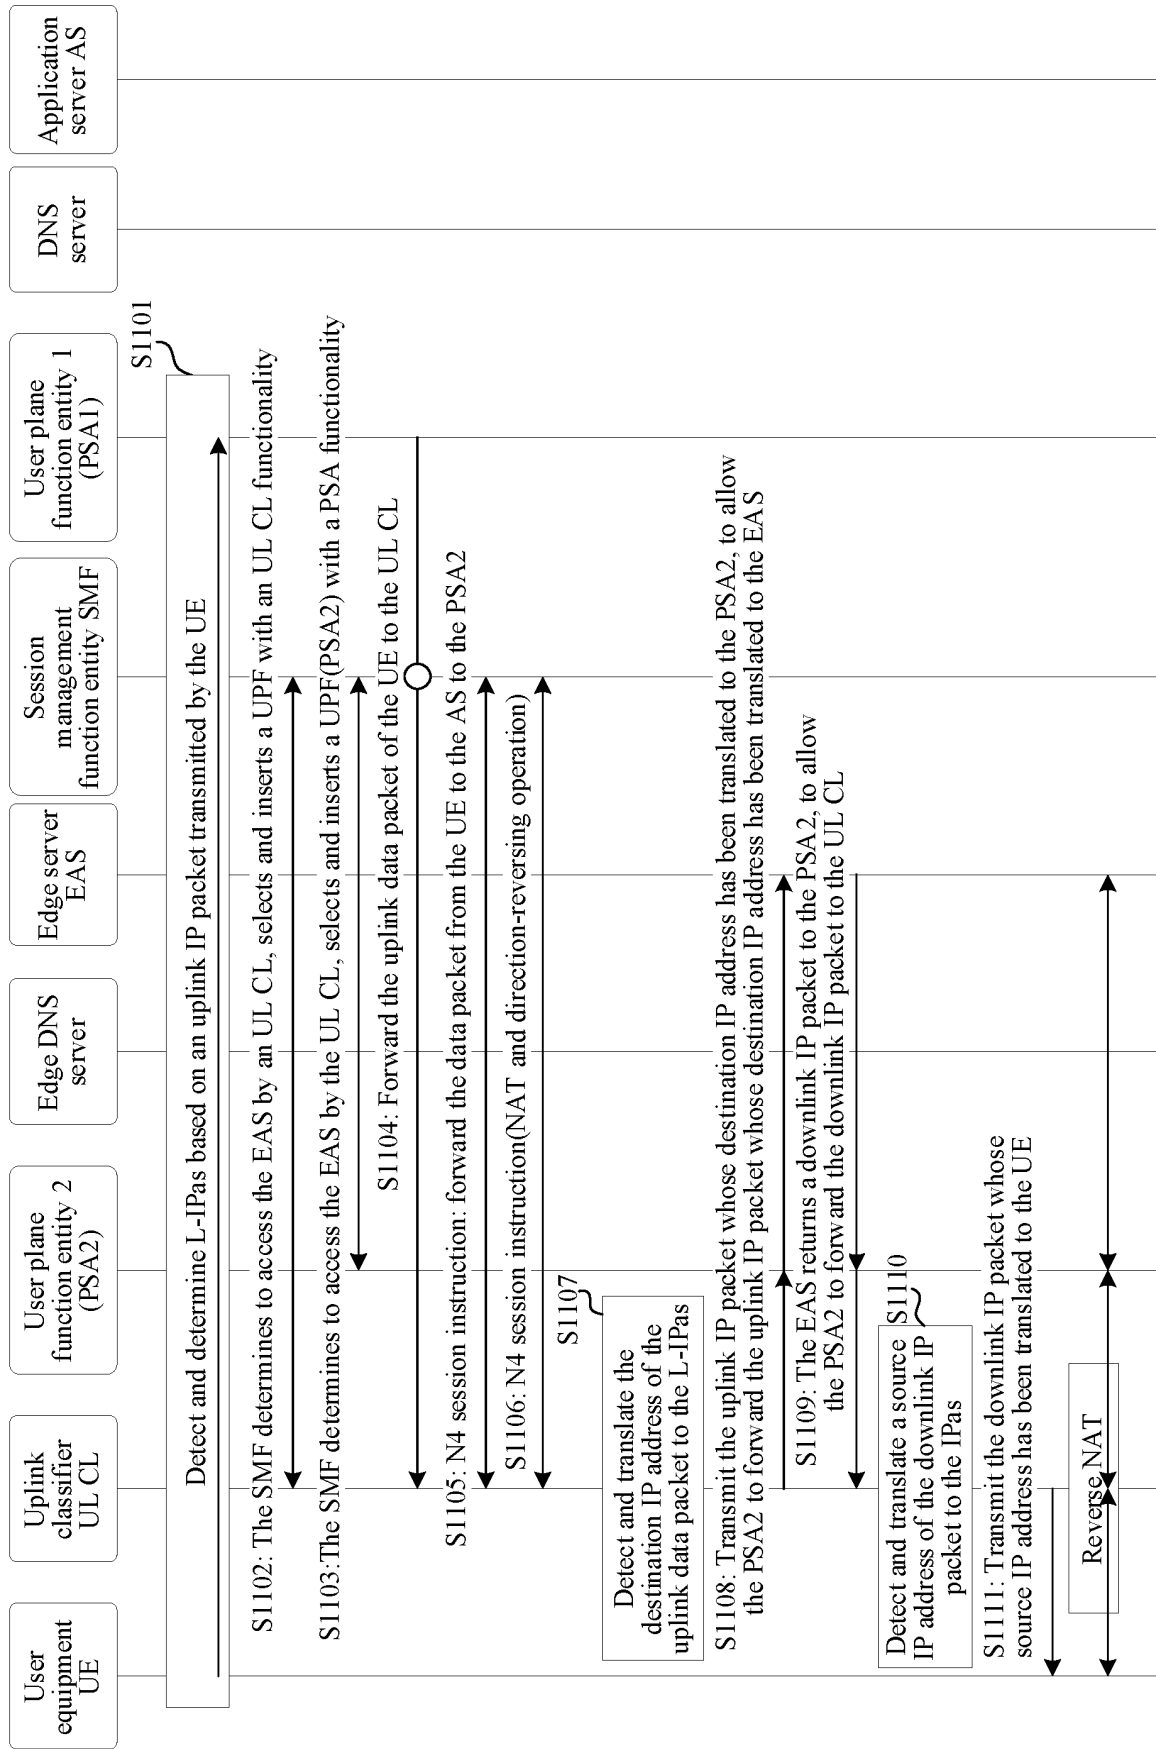 User
equipment
UE
Uplink
classifier
UL CL
User plane
function entity 2
(PSA2)
Edge DNS
server
Edge server
EAS
Session
management
function entity SMF
User plane
function entity 1
(PSA1)
DNS
server
Application
server AS
S1101
Detect and determine L-IPas based on an uplink IP packet transmitted by the UE
S1102: The SMF determines to access the EAS by an UL CL, selects and inserts a UPF with an UL CL functionality
S1103:The SMF determines to access the EAS by the UL CL, selects and inserts a UPF(PSA2) with a PSA functionality
S1104: Forward the uplink data packet of the UE to the UL CL
S1105: N4 session instruction: forward the data packet from the UE to the AS to the PSA2
S1106: N4 session instruction(NAT and direction-reversing operation)
S1107
Detect and translate the
destination IP address of the
uplink data packet to the L-IPas
S1108: Transmit the uplink IP packet whose destination IP address has been translated to the PSA2, to allow
the PSA2 to forward the uplink IP packet whose destination IP address has been translated to the EAS
S1109: The EAS returns a downlink IP packet to the PSA2, to allow
the PSA2 to forward the downlink IP packet to the UL CL
S1110
Detect and translate a source
IP address of the downlink IP
packet to the IPas
S1111: Transmit the downlink IP packet whose
source IP address has been translated to the UE
Reverse NAT